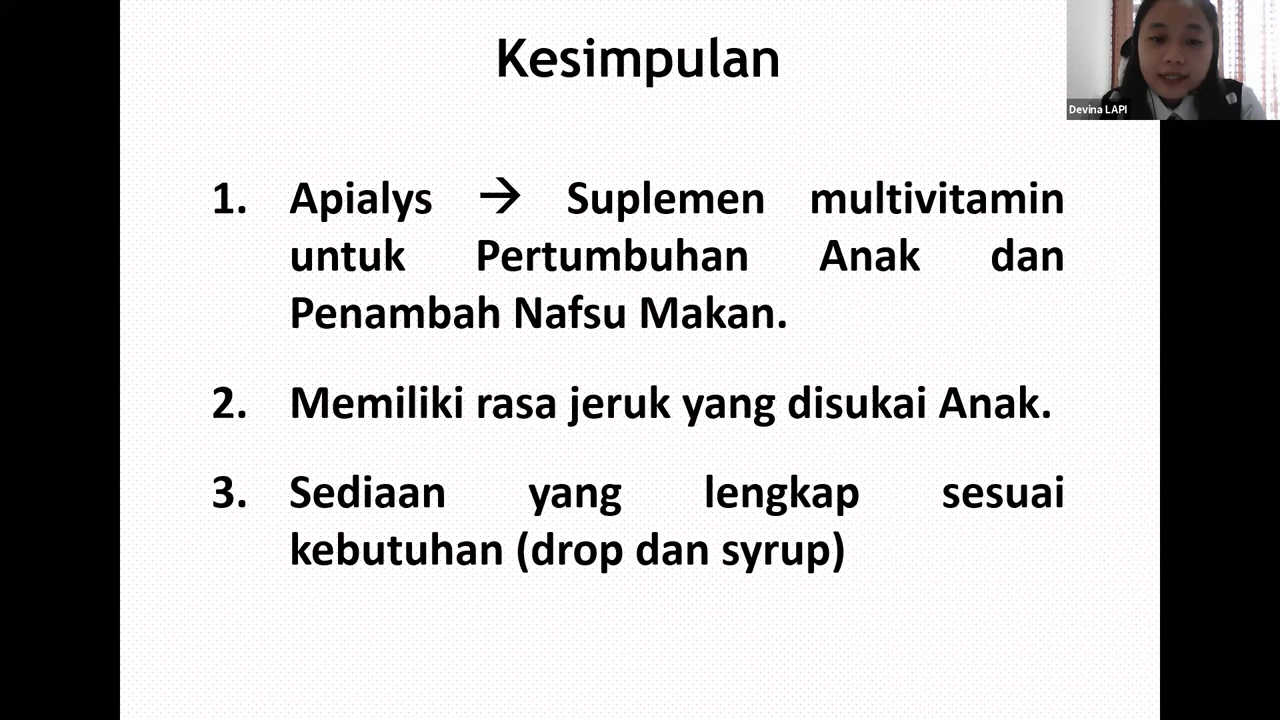 Kesimpulan
Devina LAPI
1. Apialys → Suplemen multivitamin
untuk Pertumbuhan Anak dan
Penambah Nafsu Makan.
2. Memiliki rasa jeruk yang disukai Anak.
3. Sediaan yang lengkap sesuai
kebutuhan (drop dan syrup)